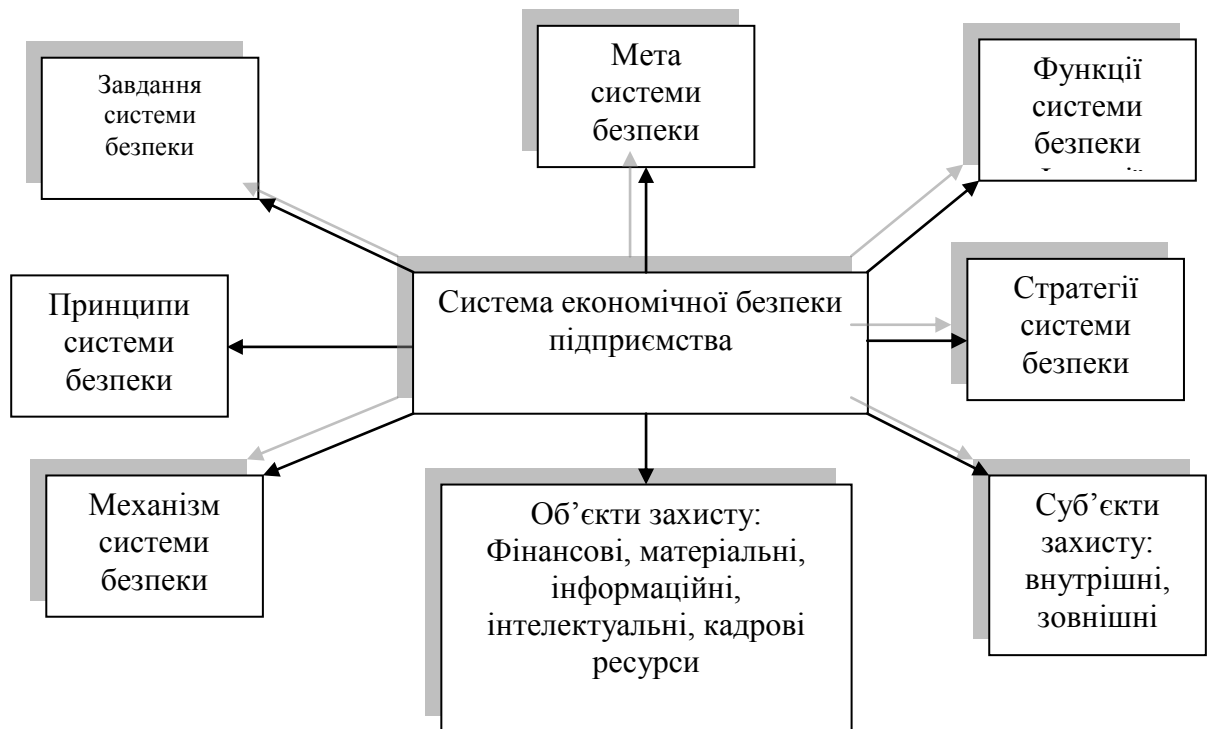 Завдання
системи
безпеки
Мета
системи
безпеки
Функції
системи
безпеки
Принципи
системи
безпеки
Система економічної безпеки
підприємства
Стратегії
системи
безпеки
Механізм
системи
безпеки
Об’єкти захисту:
Фінансові, матеріальні,
інформаційні,
інтелектуальні, кадрові
ресурси
Суб’єкти
захисту:
внутрішні,
зовнішні